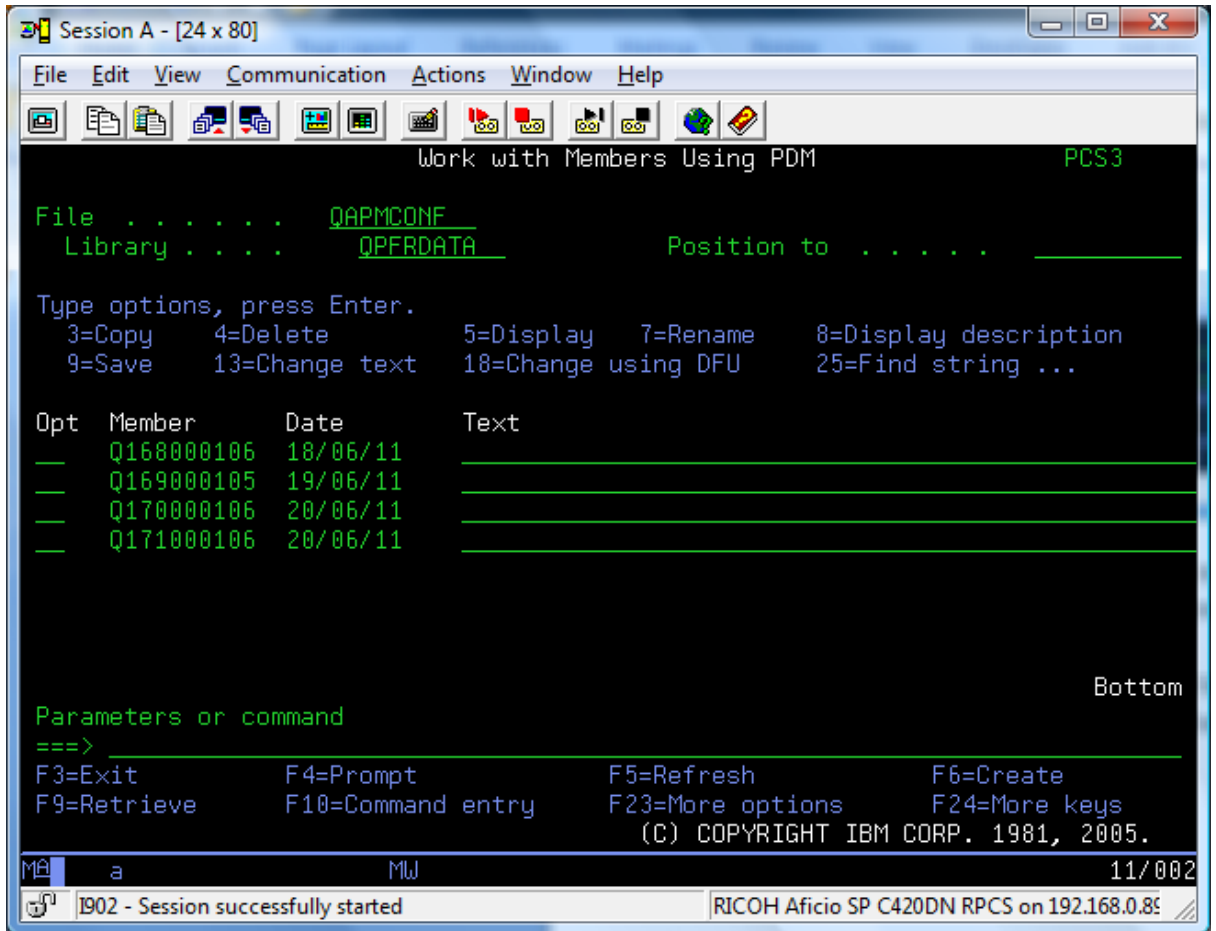 Session A - [24 x 80]
File Edit View Communication Actions Window Help
Work with Members Using PDM PCS3
File . . . . . . QAPMCONF
Library . . . . QPFRDATA Position to . . . . .
Type options, press Enter.
3=Copy 4=Delete 5=Display 7=Rename 8=Display description
9=Save 13=Change text 18=Change using DFU 25=Find string ...
Opt Member Date Text
Q168000106 18/06/11
Q169000105 19/06/11
Q170000106 20/06/11
Q171000106 20/06/11
Bottom
Parameters or command
===>
F3=Exit F4=Prompt F5=Refresh F6=Create
F9=Retrieve F10=Command entry F23=More options F24=More keys
(C) COPYRIGHT IBM CORP. 1981, 2005.
MA a MW 11/002
I902 - Session successfully started RICOH Aficio SP C420DN RPCS on 192.168.0.89